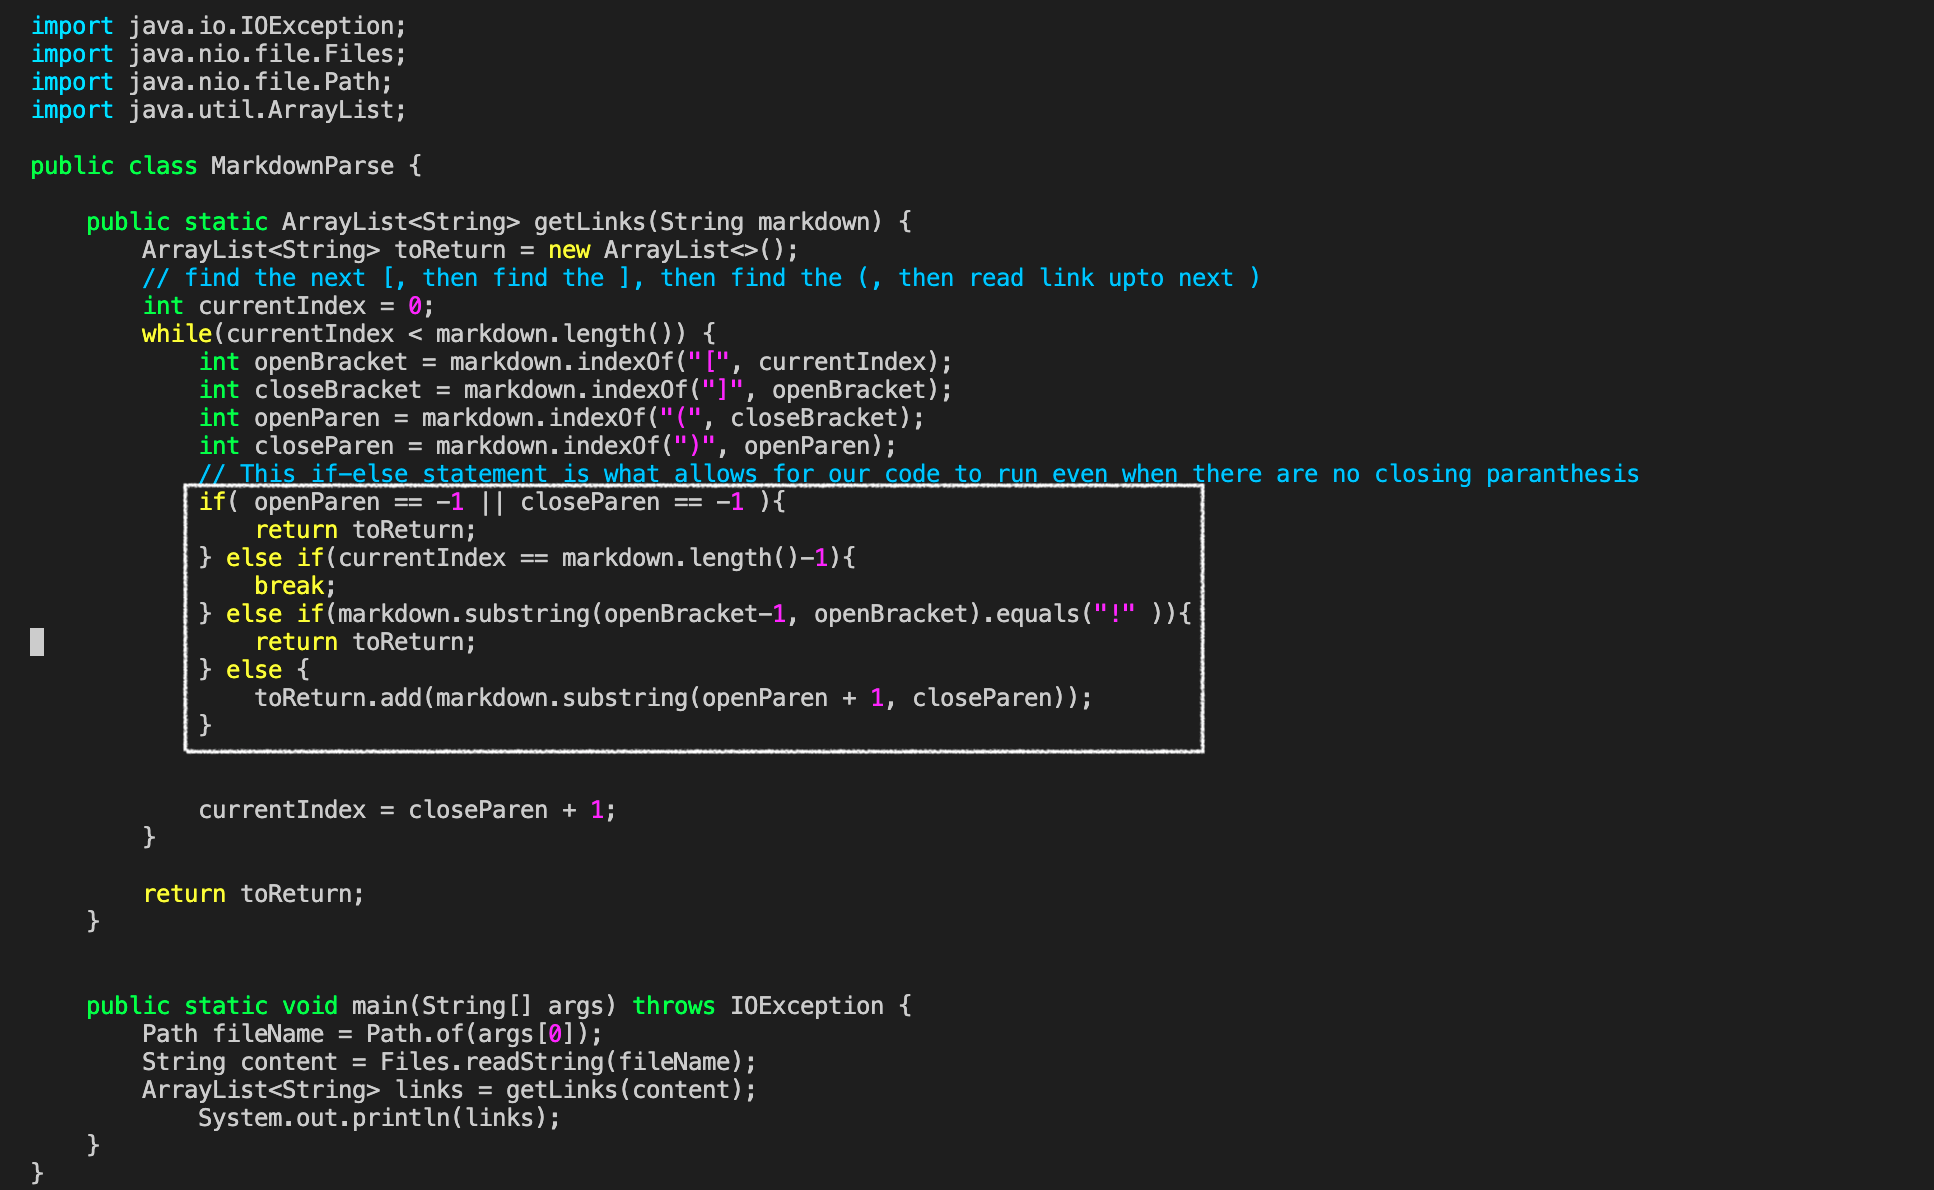 import java.io.IOException;
import java.nio.file.Files;
import java.nio.file.Path;
import java.util.ArrayList;

public class MarkdownParse {

    public static ArrayList<String> getLinks(String markdown) {
        ArrayList<String> toReturn = new ArrayList<>();
        // find the next [, then find the ], then find the (, then read link upto next )
        int currentIndex = 0;
        while(currentIndex < markdown.length()) {
            int openBracket = markdown.indexOf("[", currentIndex);
            int closeBracket = markdown.indexOf("]", openBracket);
            int openParen = markdown.indexOf("(", closeBracket);
            int closeParen = markdown.indexOf(")", openParen);
            // This if-else statement is what allows for our code to run even when there are no closing paranthesis
            if( openParen == -1 || closeParen == -1 ){
                return toReturn;
            } else if(currentIndex == markdown.length()-1){
                break;
            } else if(markdown.substring(openBracket-1, openBracket).equals("!" )){
                return toReturn;
            } else {
                toReturn.add(markdown.substring(openParen + 1, closeParen));
            }


            currentIndex = closeParen + 1;
        }

        return toReturn;
    }


    public static void main(String[] args) throws IOException {
        Path fileName = Path.of(args[0]);
        String content = Files.readString(fileName);
        ArrayList<String> links = getLinks(content);
            System.out.println(links);
    }
}